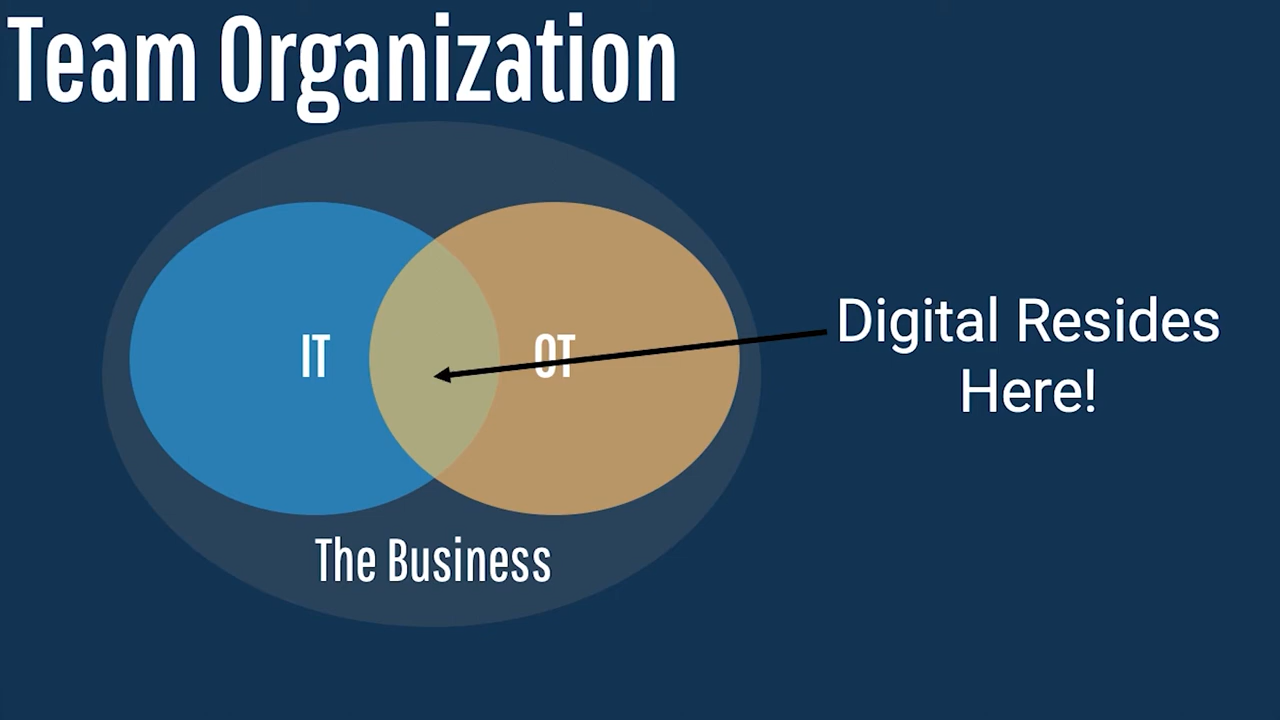 Team Organization
IT
OT
Digital Resides
Here!
The Business